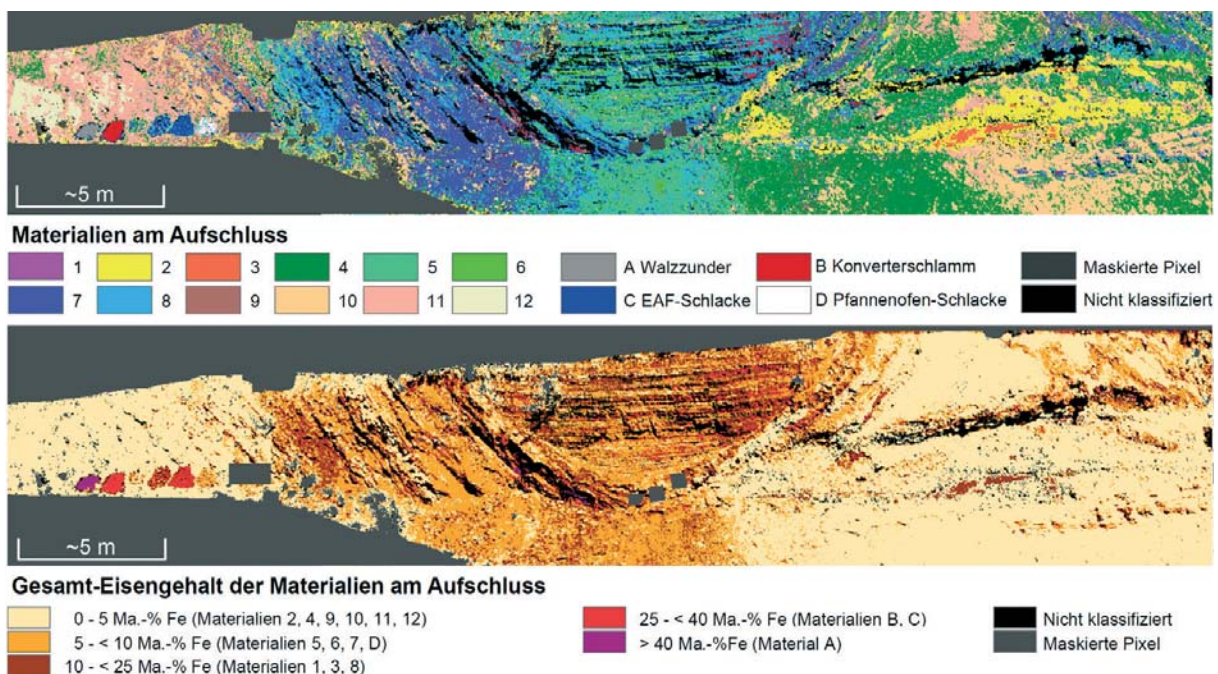 ~5 m
Materialien am Aufschluss
1 2 3 4 5 6 A Walzzunder B Konverterschlamm Maskierte Pixel
7 8 9 10 11 12 C EAF-Schlacke D Pfannenofen-Schlacke Nicht klassifiziert
~5 m
Gesamt-Eisengehalt der Materialien am Aufschluss
0 - 5 Ma.-% Fe (Materialien 2, 4, 9, 10, 11, 12) 25 - < 40 Ma.-% Fe (Materialien B, C) Nicht klassifiziert
5 - < 10 Ma.-% Fe (Materialien 5, 6, 7, D) > 40 Ma.-%Fe (Material A) Maskierte Pixel
10 - < 25 Ma.-% Fe (Materialien 1, 3, 8)